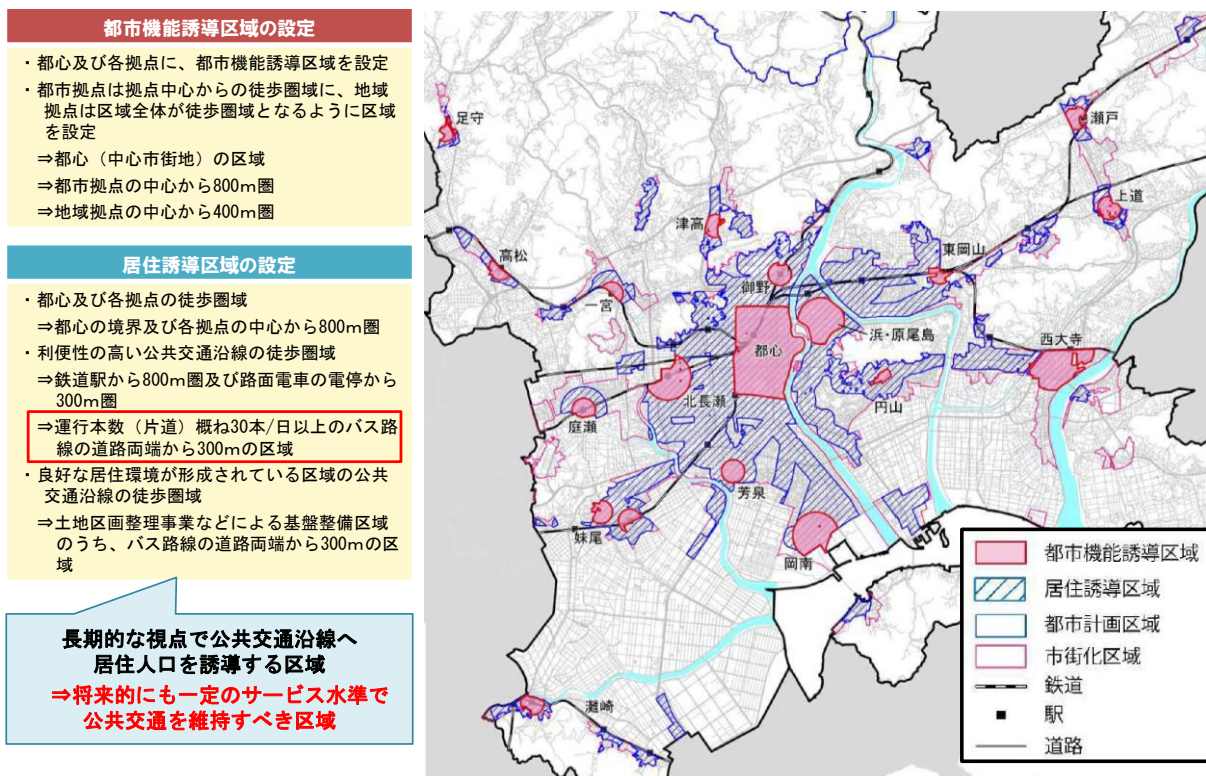 都市機能誘導区域の設定
・都心及び各拠点に、都市機能誘導区域を設定
・都市拠点は拠点中心からの徒歩圏域に、地域
拠点は区域全体が徒歩圏域となるように区域
を設定
⇒都心（中心市街地）の区域
⇒都市拠点の中心から800ｍ圏
⇒地域拠点の中心から400ｍ圏
居住誘導区域の設定
・都心及び各拠点の徒歩圏域
⇒都心の境界及び各拠点の中心から800ｍ圏
・利便性の高い公共交通沿線の徒歩圏域
⇒鉄道駅から800ｍ圏及び路面電車の電停から
300ｍ圏
⇒運行本数（片道）概ね30本/日以上のバス路
線の道路両端から300ｍの区域
・良好な居住環境が形成されている区域の公共
交通沿線の徒歩圏域
⇒土地区画整理事業などによる基盤整備区域
のうち、バス路線の道路両端から300ｍの区
域
長期的な視点で公共交通沿線へ
居住人口を誘導する区域
⇒将来的にも一定のサービス水準で
公共交通を維持すべき区域
足守
瀬戸
上道
津高
高松
東岡山
御野
一宮
浜・原尾島
西大寺
都心
北長瀬
円山
庭瀬
芳泉
妹尾
岡南
灘崎
都市機能誘導区域
居住誘導区域
都市計画区域
市街化区域
鉄道
駅
道路